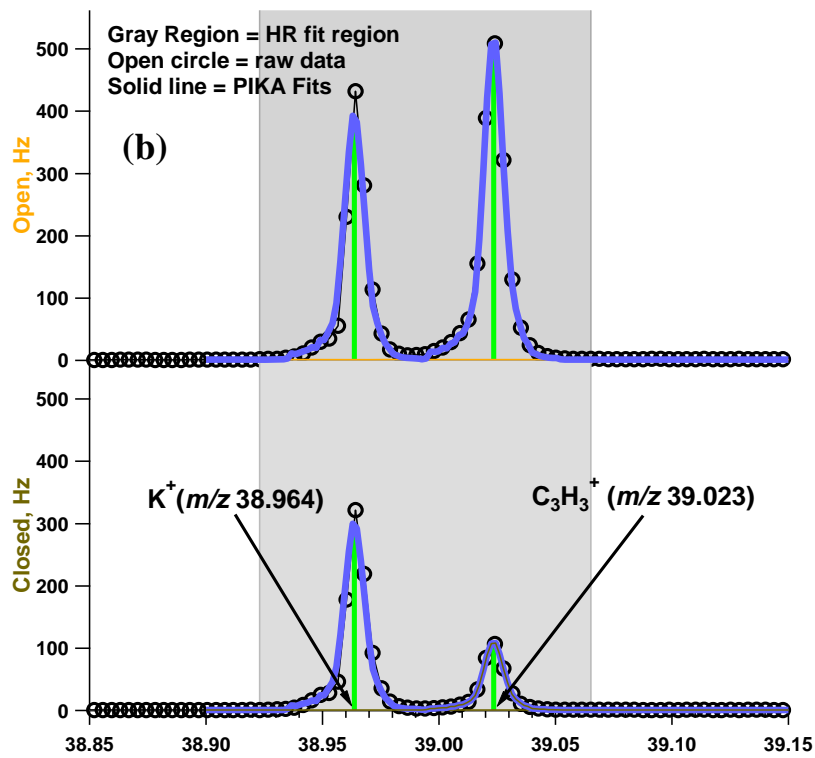 Gray Region = HR fit region
Open circle = raw data
Solid line = PIKA Fits
(b)
Open, Hz
500
400
300
200
100
0
Closed, Hz
500
400
300
200
100
0
K+(m/z 38.964)
C3H3+ (m/z 39.023)
38.85 38.90 38.95 39.00 39.05 39.10 39.15